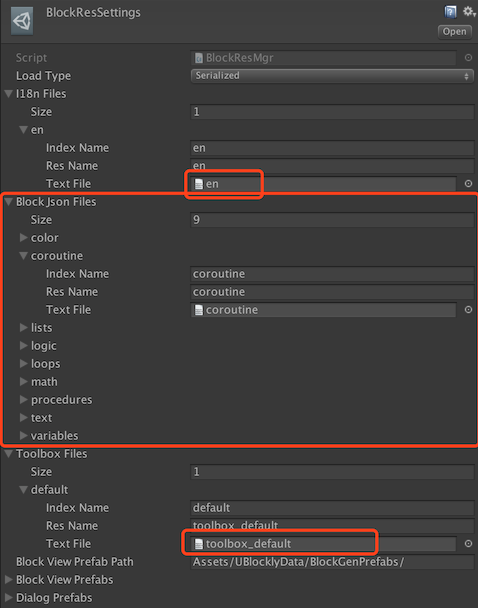 BlockResSettings
Open
Script BlockResMgr
Load Type Serialized
I18n Files
Size 1
en
Index Name en
Res Name en
Text File en
Block Json Files
Size 9
color
coroutine
Index Name coroutine
Res Name coroutine
Text File coroutine
lists
logic
loops
math
procedures
text
variables
Toolbox Files
Size 1
default
Index Name default
Res Name toolbox_default
Text File toolbox_default
Block View Prefab Path Assets/UBlocklyData/BlockGenPrefabs/
Block View Prefabs
Dialog Prefabs